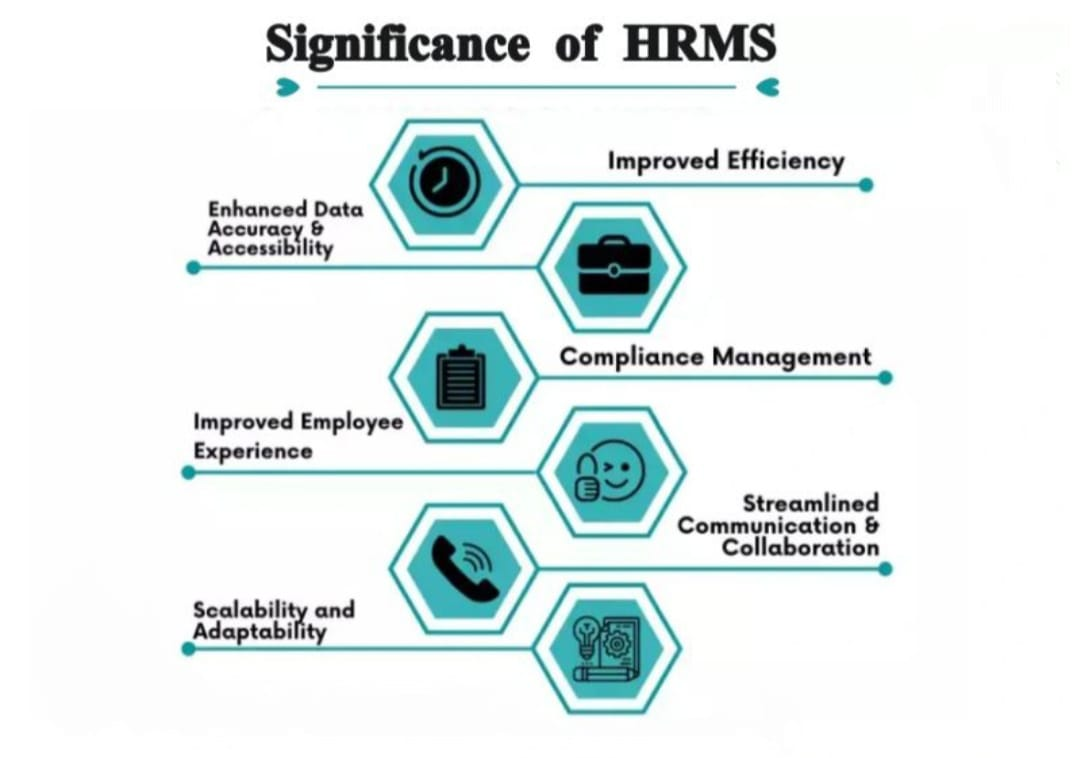 Significance of HRMS
Improved Efficiency
Enhanced Data
Accuracy &
Accessibility
Compliance Management
Improved Employee
Experience
Streamlined
Communication &
Collaboration
Scalability and
Adaptability